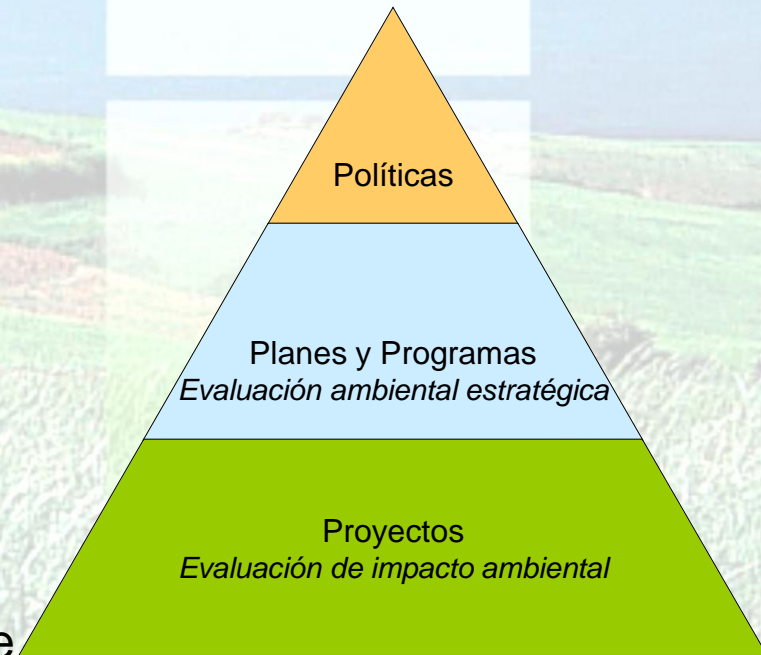 Políticas
Planes y Programas
Evaluación ambiental estratégica
Proyectos
Evaluación de impacto ambiental
e